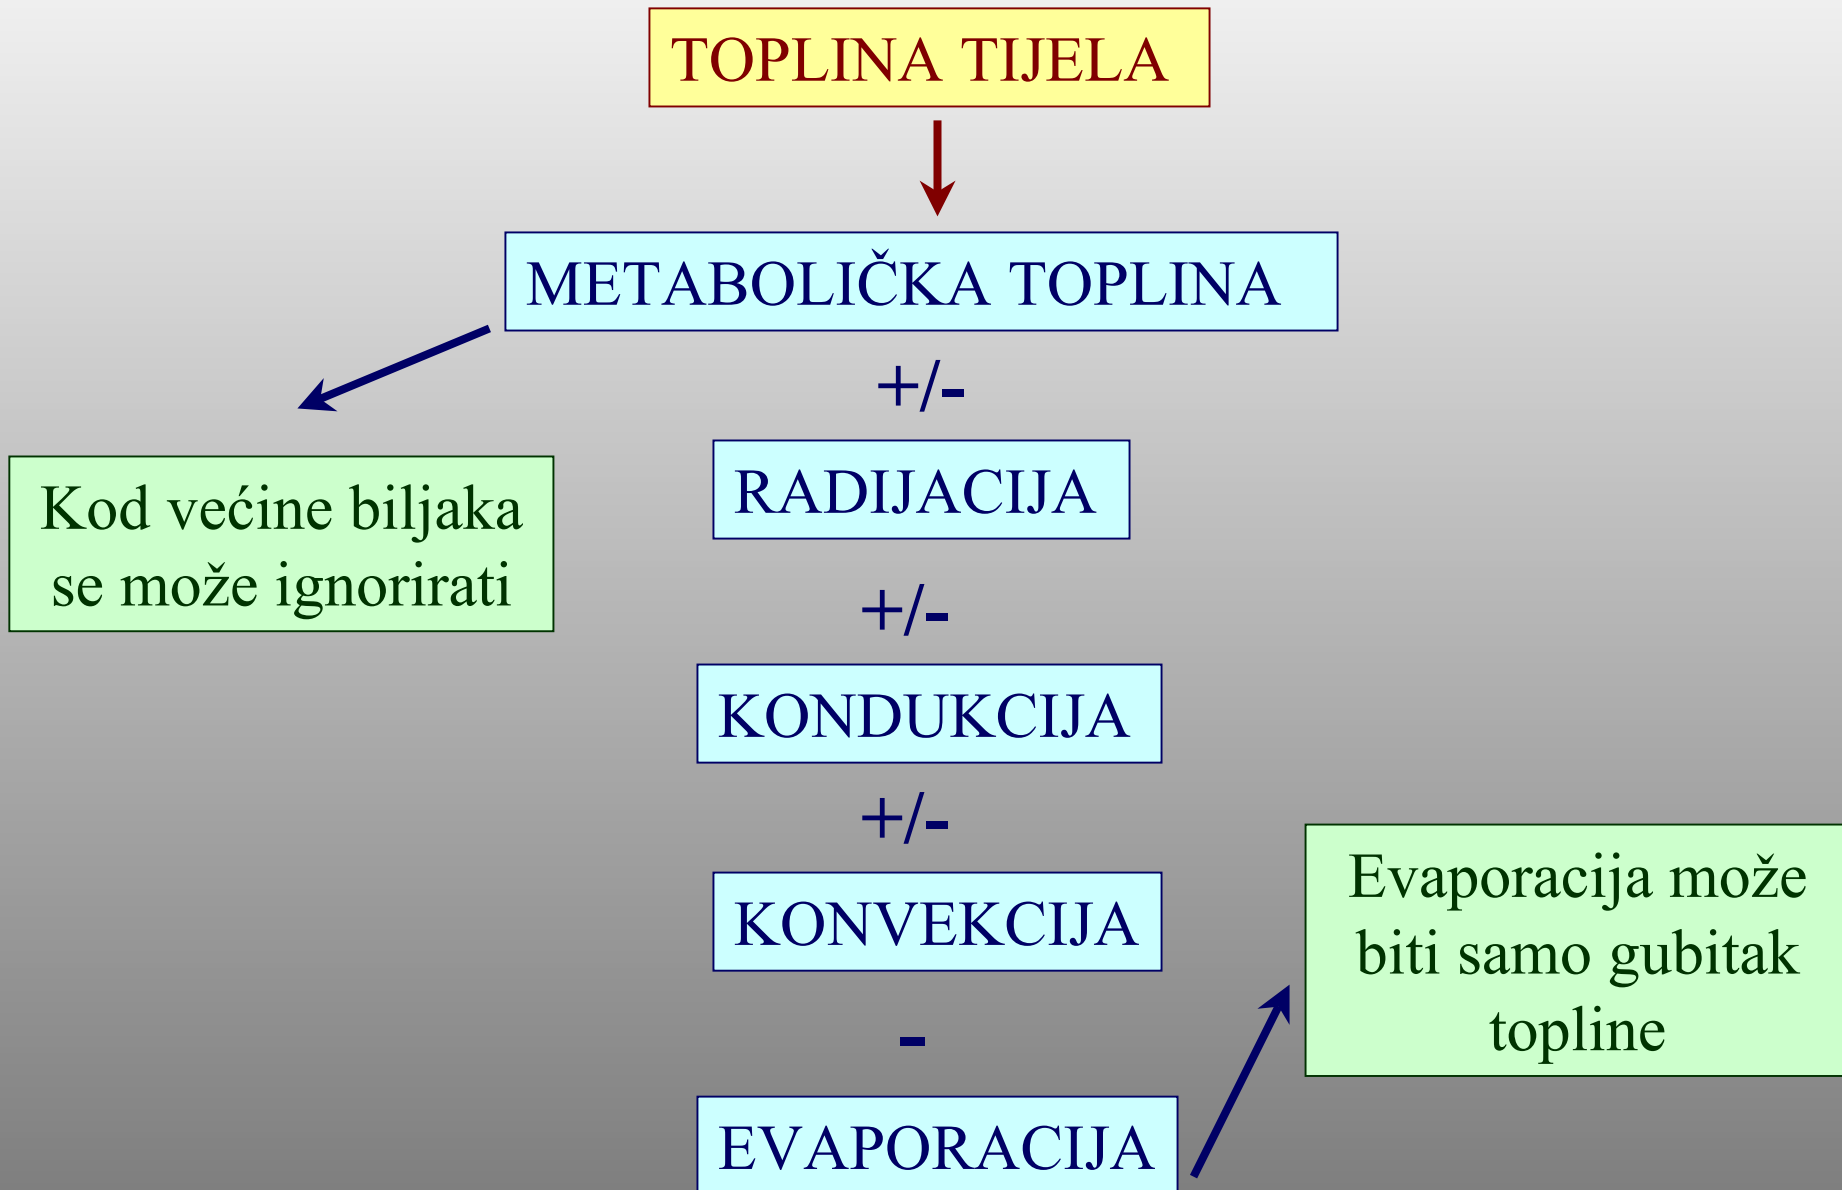 TOPLINA TIJELA
METABOLIČKA TOPLINA
+/-
RADIJACIJA
Kod većine biljaka
se može ignorirati
+/-
KONDUKCIJA
+/-
KONVEKCIJA
Evaporacija može
biti samo gubitak
topline
-
EVAPORACIJA